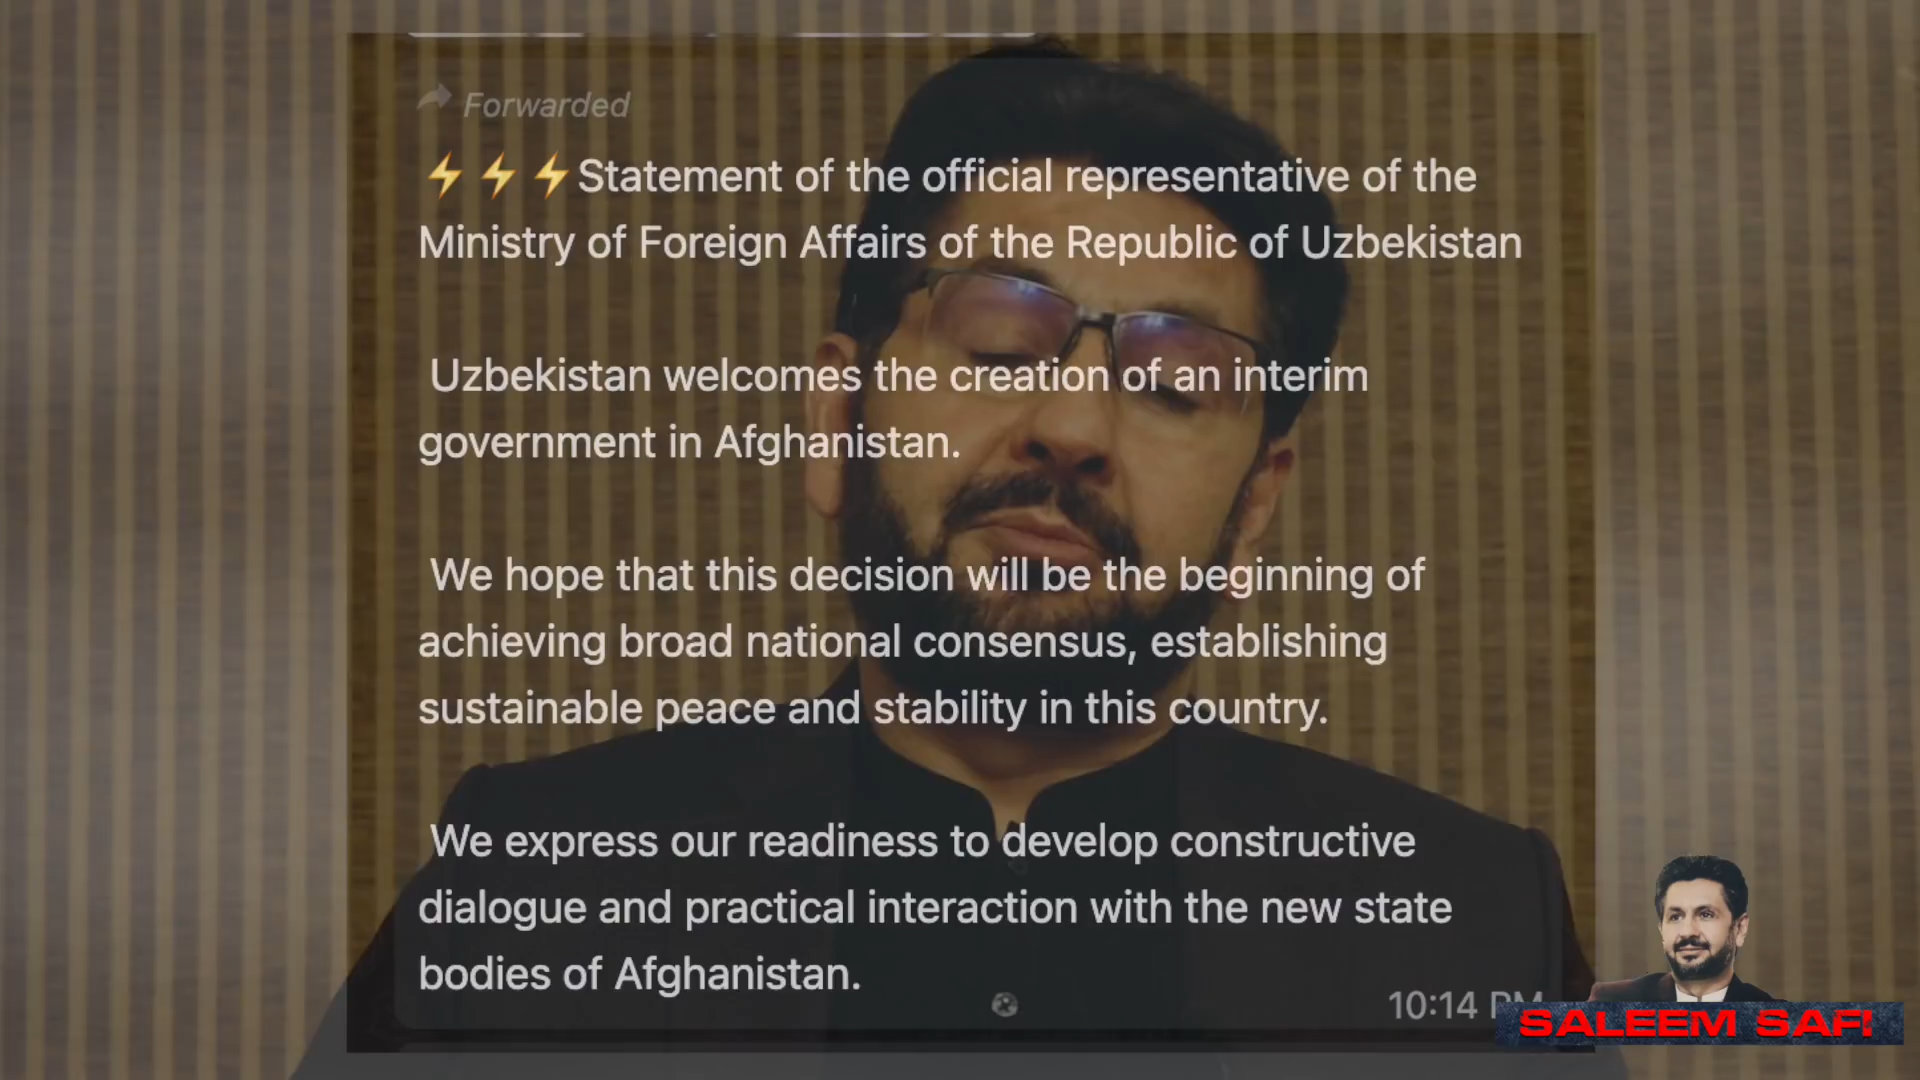 Forwarded
⚡⚡⚡Statement of the official representative of the
Ministry of Foreign Affairs of the Republic of Uzbekistan
Uzbekistan welcomes the creation of an interim
government in Afghanistan.
We hope that this decision will be the beginning of
achieving broad national consensus, establishing
sustainable peace and stability in this country.
We express our readiness to develop constructive
dialogue and practical interaction with the new state
bodies of Afghanistan.
10:14 PM
SALEEM SAFI